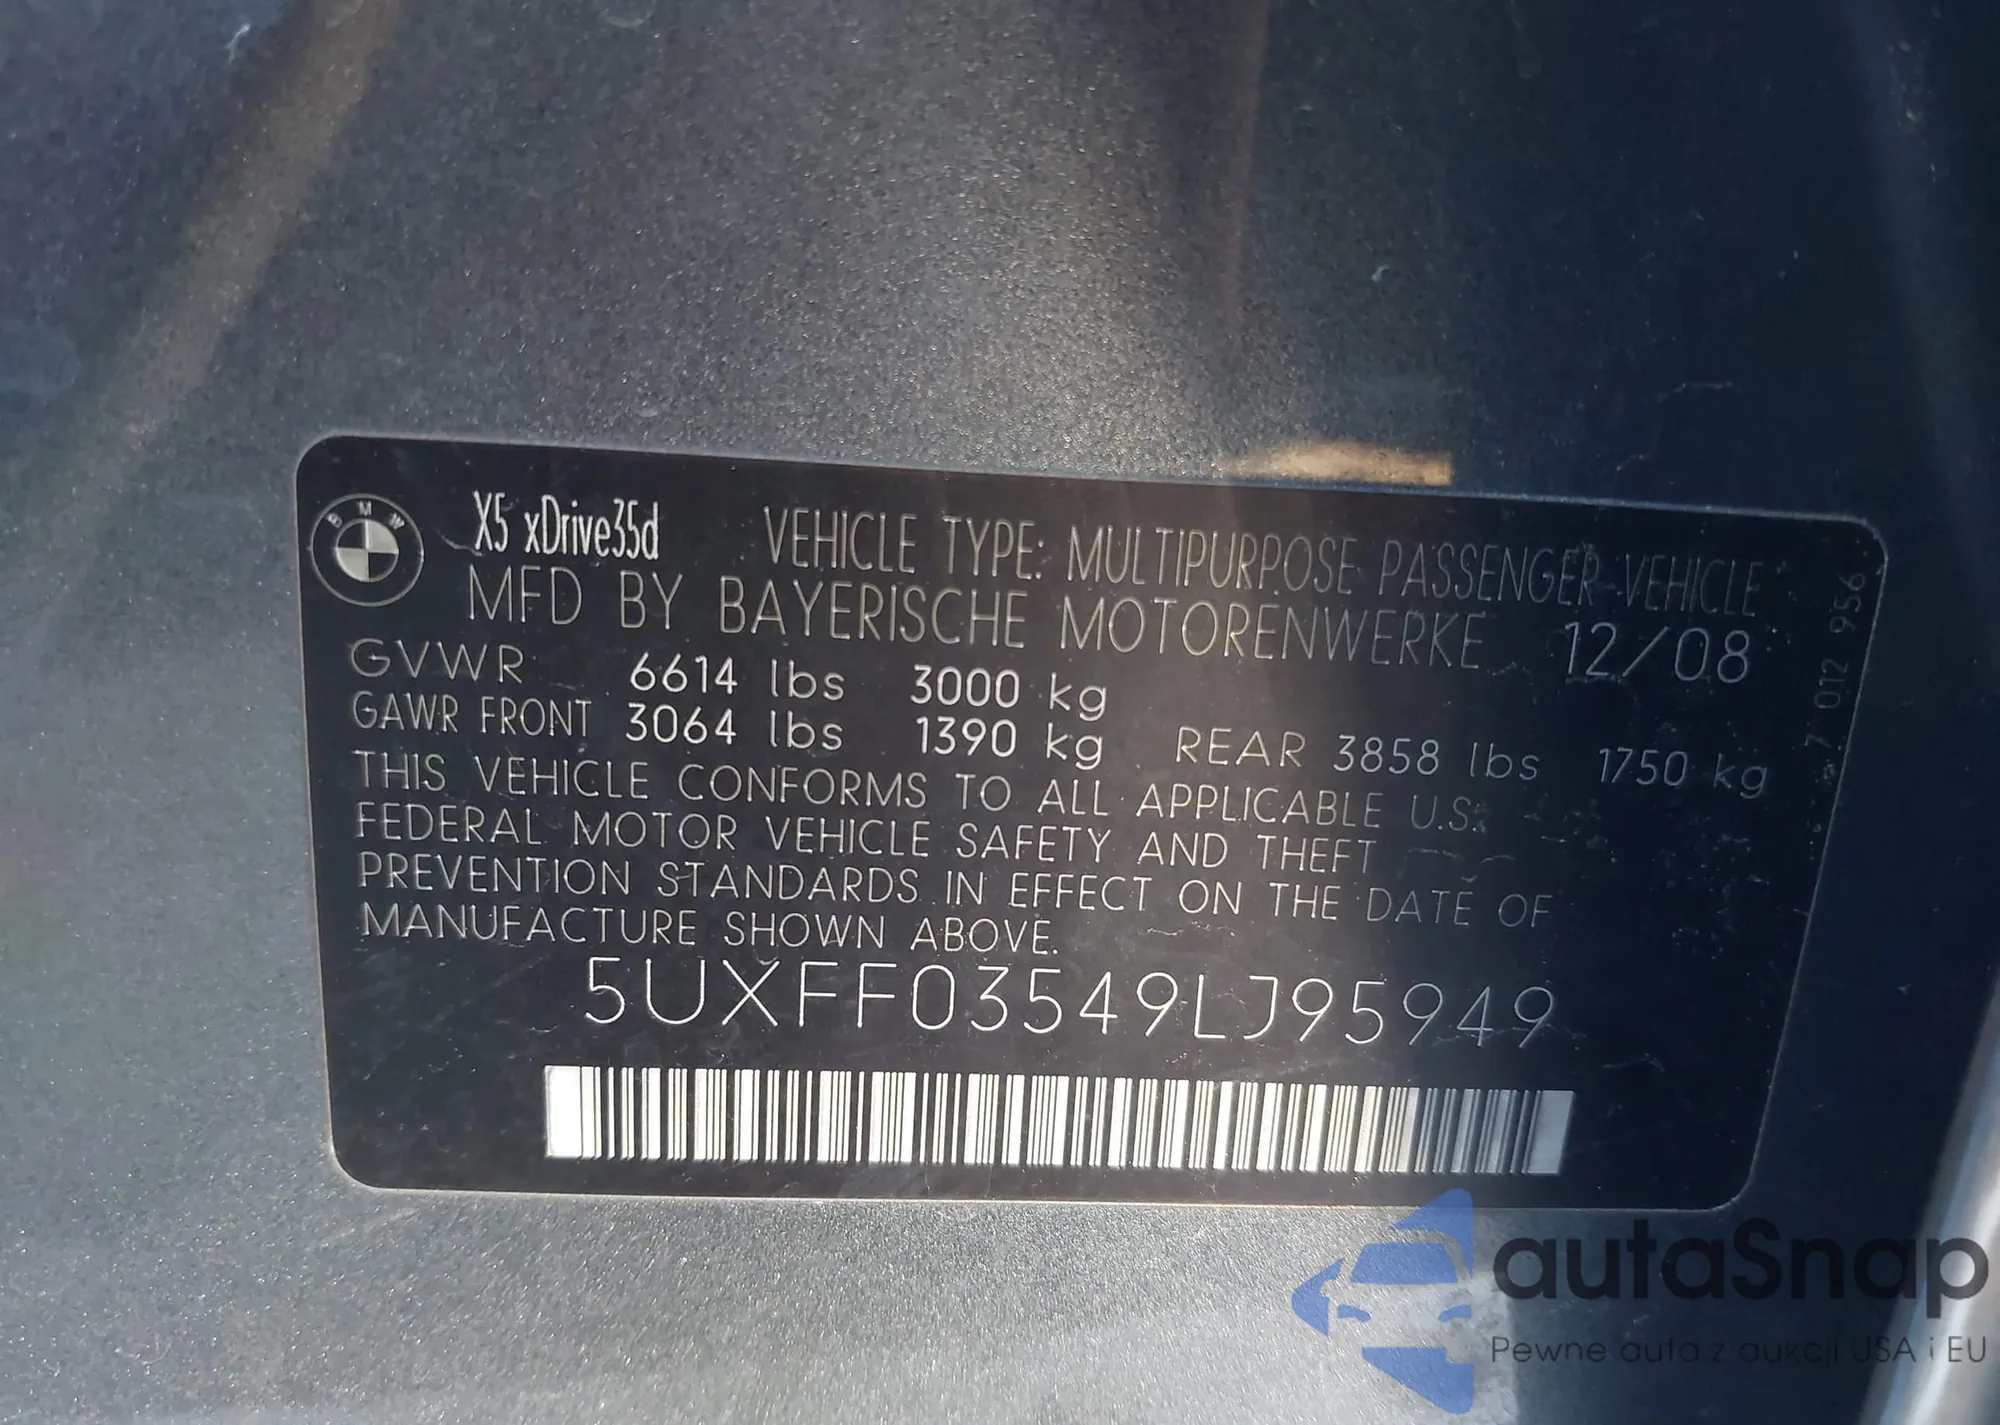 BMW
X5 xDrive35d VEHICLE TYPE: MULTIPURPOSE PASSENGER VEHICLE
MFD BY BAYERISCHE MOTORENWERKE 12/08
GVWR 6614 lbs 3000 kg
GAWR FRONT 3064 lbs 1390 kg REAR 3858 lbs 1750 kg
THIS VEHICLE CONFORMS TO ALL APPLICABLE U.S.
FEDERAL MOTOR VEHICLE SAFETY AND THEFT
PREVENTION STANDARDS IN EFFECT ON THE DATE OF
MANUFACTURE SHOWN ABOVE.
5UXFF03549LJ95949
7 012 956
autaSnap
Pewne auta z aukcji USA i EU